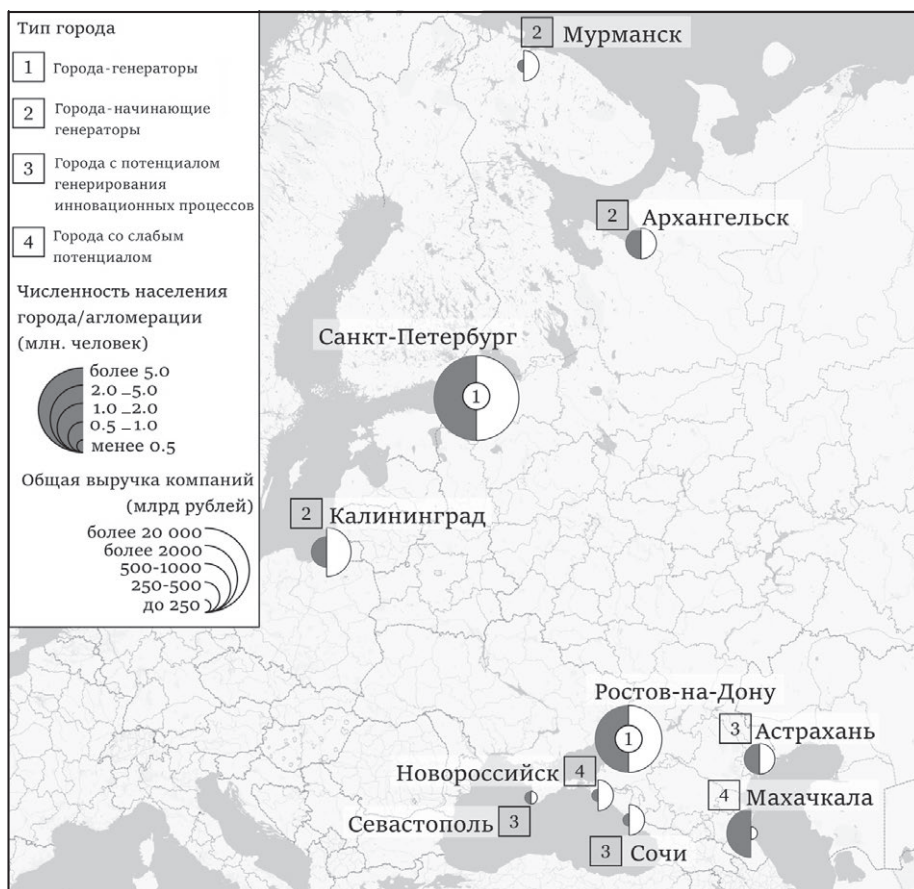 Тип города
1 Города-генераторы
2 Города-начинающие
генераторы
3 Города с потенциалом
генерирования
инновационных процессов
4 Города со слабым
потенциалом
Численность населения
города/агломерации
(млн. человек)
более 5.0
2.0 –5.0
1.0 –2.0
0.5 –1.0
менее 0.5
Общая выручка компаний
(млрд рублей)
более 20 000
более 2000
500-1000
250-500
до 250
2 Мурманск
2 Архангельск
Санкт-Петербург
1
2 Калининград
Ростов-на-Дону
1
3 Астрахань
Новороссийск 4
4 Махачкала
Севастополь 3
3 Сочи